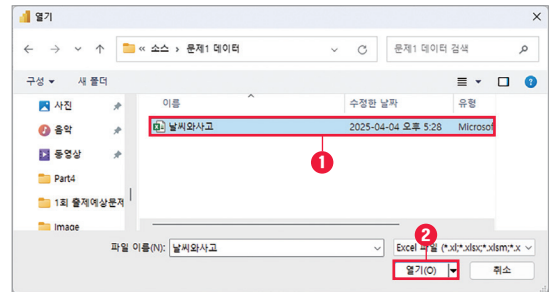 열기
« 소스 › 문제1 데이터
문제1 데이터 검색
구성
새 폴더
이름
수정한 날짜
유형
사진
날씨와사고
2025-04-04 오후 5:28
Microsof
음악
동영상
1
Part4
1회 출제예상문제
Image
2
파일 이름(N):
날씨와사고
Excel 파일 (*.xl;*.xlsx;*.xlsm;*.x
열기(O)
취소